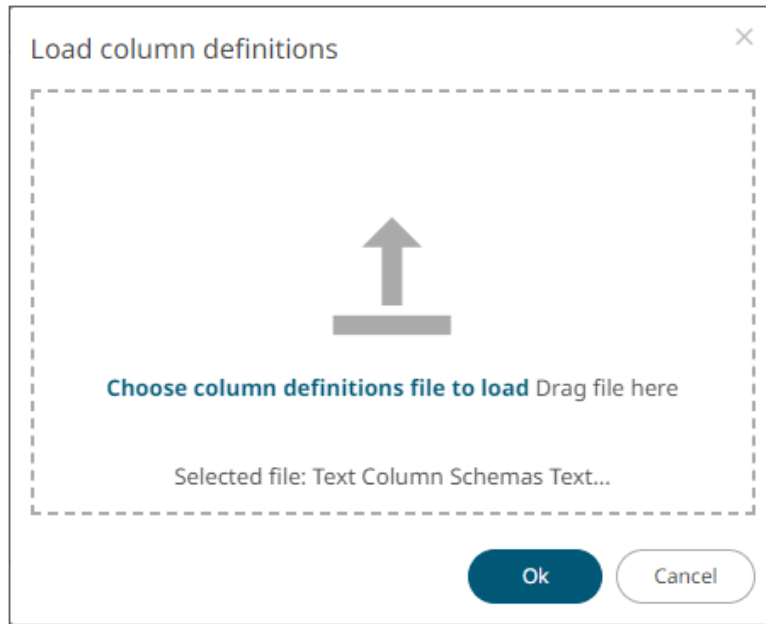 Load column definitions
Choose column definitions file to load Drag file here
Selected file: Text Column Schemas Text...
Ok
Cancel